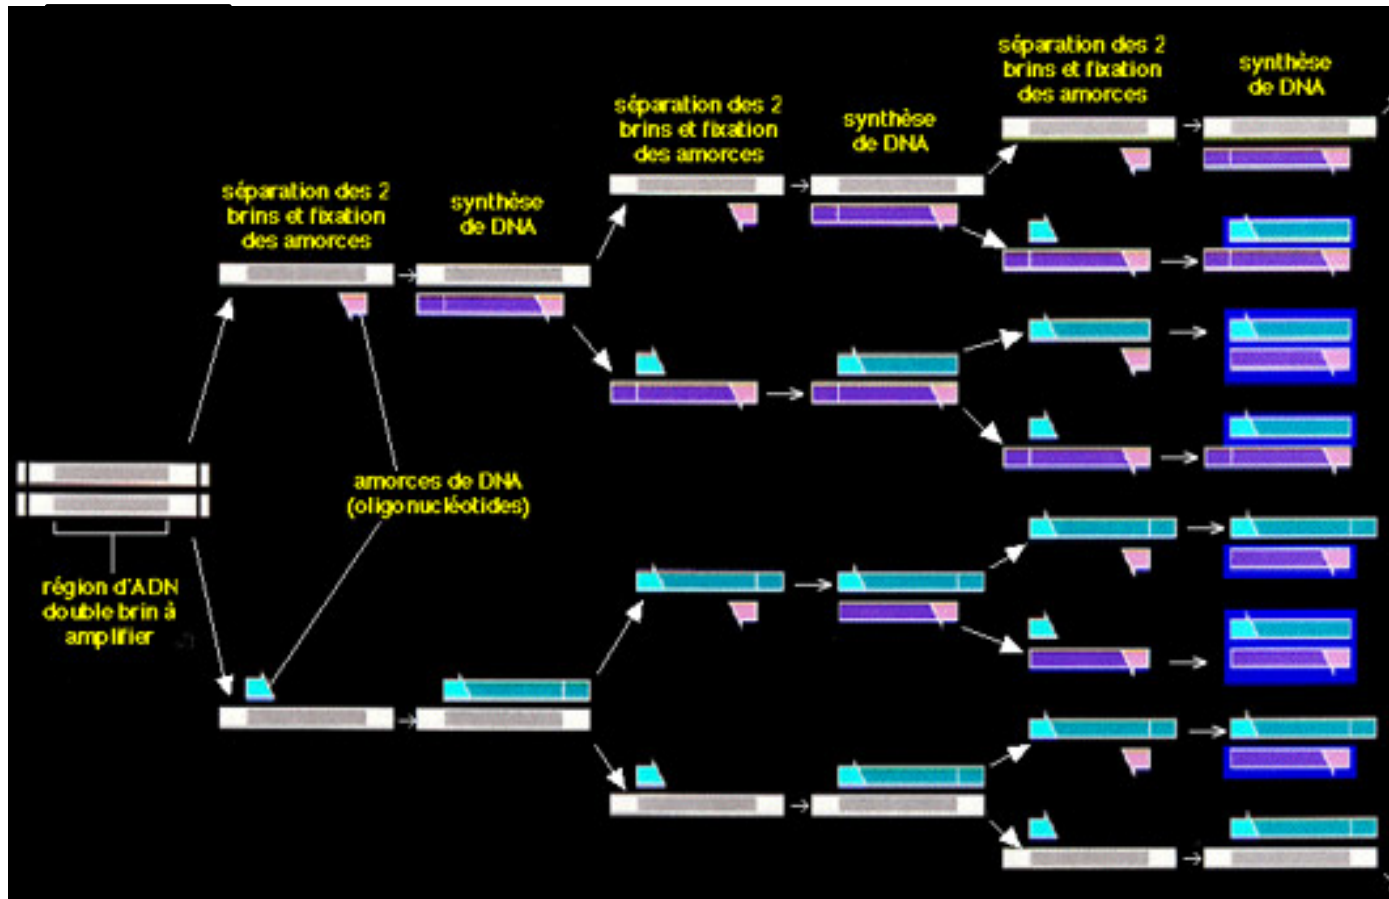 séparation des 2
brins et fixation
des amorces
synthèse
de DNA
séparation des 2
brins et fixation
des amorces
synthèse
de DNA
séparation des 2
brins et fixation
des amorces
synthèse
de DNA
amorces de DNA
(oligonucléotides)
région d'ADN
double brin à
amplifier